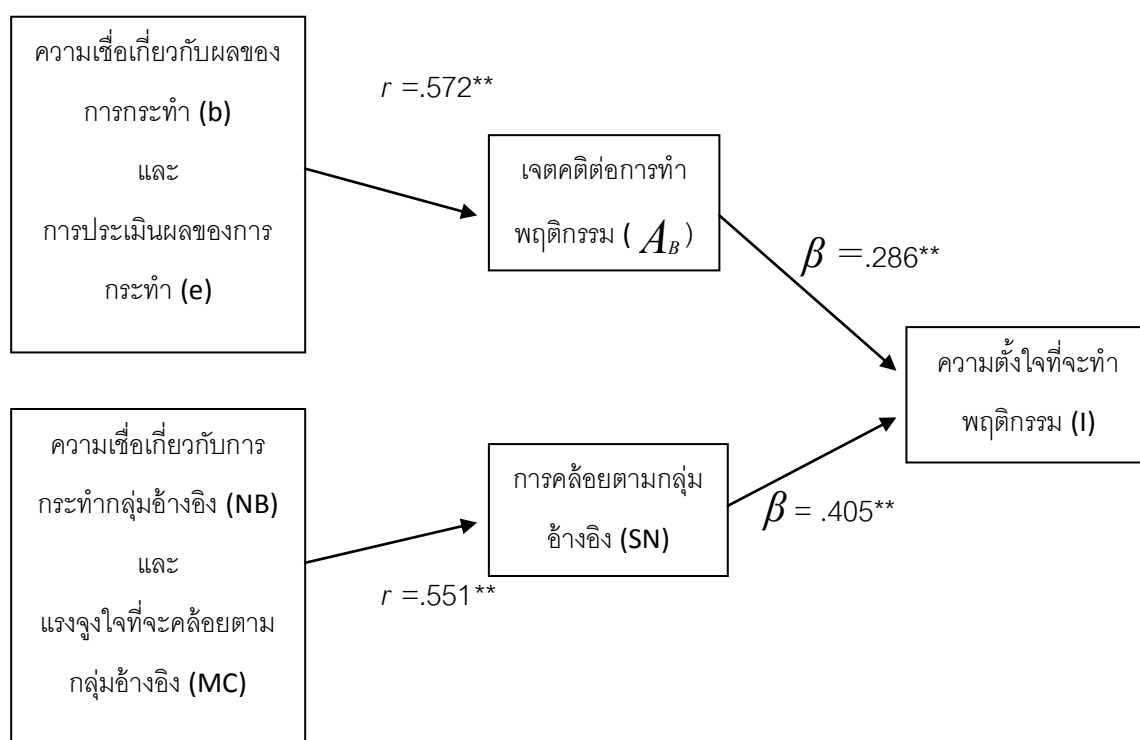 ความเชื่อเกี่ยวกับผลของ
การกระทำ (b)
และ
การประเมินผลของการ
กระทำ (e)
r =.572**
เจตคติต่อการทำ
พฤติกรรม ( A_B )
β =.286**
ความตั้งใจที่จะทำ
พฤติกรรม (I)
ความเชื่อเกี่ยวกับการ
กระทำกลุ่มอ้างอิง (NB)
และ
แรงจูงใจที่จะคล้อยตาม
กลุ่มอ้างอิง (MC)
r =.551**
การคล้อยตามกลุ่ม
อ้างอิง (SN)
β = .405**